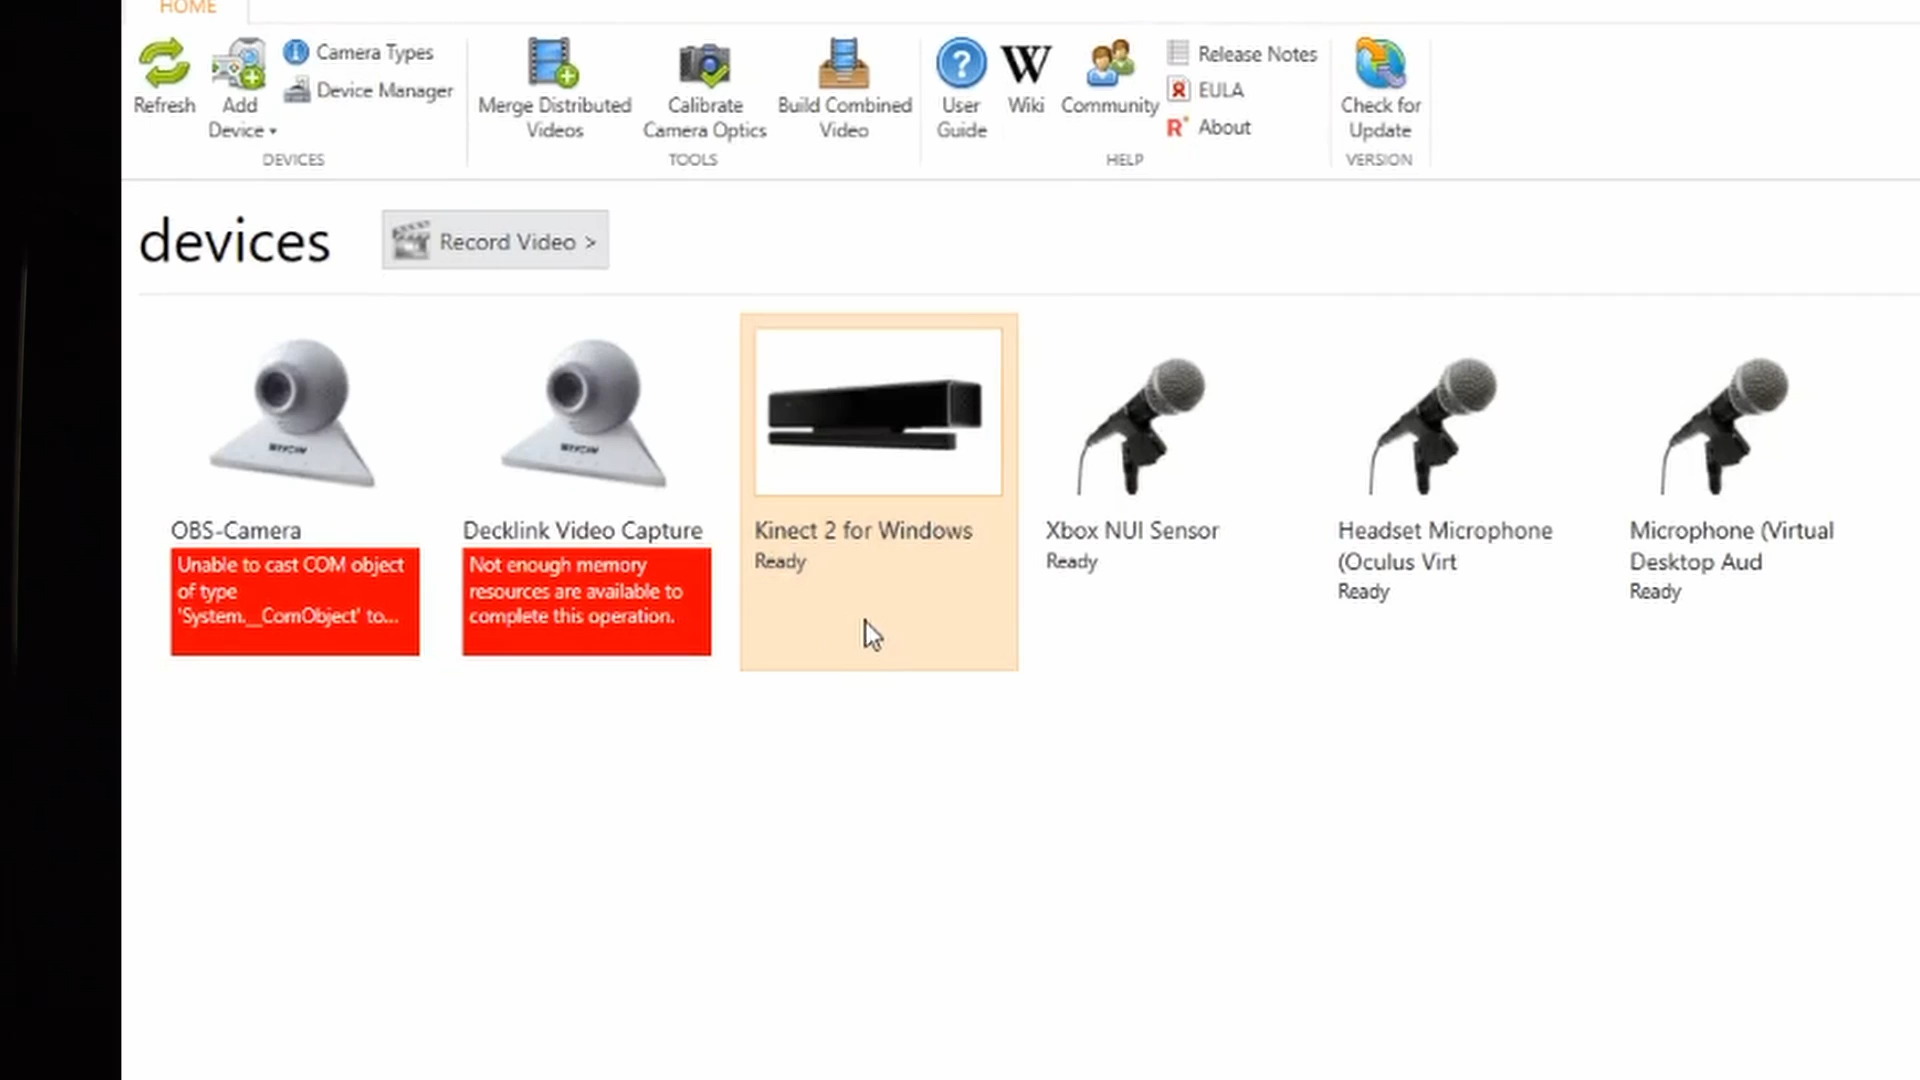 HOME
Refresh
Add
Device
Camera Types
Device Manager
DEVICES
Merge Distributed
Videos
Calibrate
Camera Optics
Build Combined
Video
TOOLS
User
Guide
W
Wiki
Community
Release Notes
EULA
About
HELP
Check for
Update
VERSION
devices
Record Video >
OBS-Camera
Unable to cast COM object
of type
'System.__ComObject' to...
Decklink Video Capture
Not enough memory
resources are available to
complete this operation.
Kinect 2 for Windows
Ready
Xbox NUI Sensor
Ready
Headset Microphone
(Oculus Virt
Ready
Microphone (Virtual
Desktop Aud
Ready